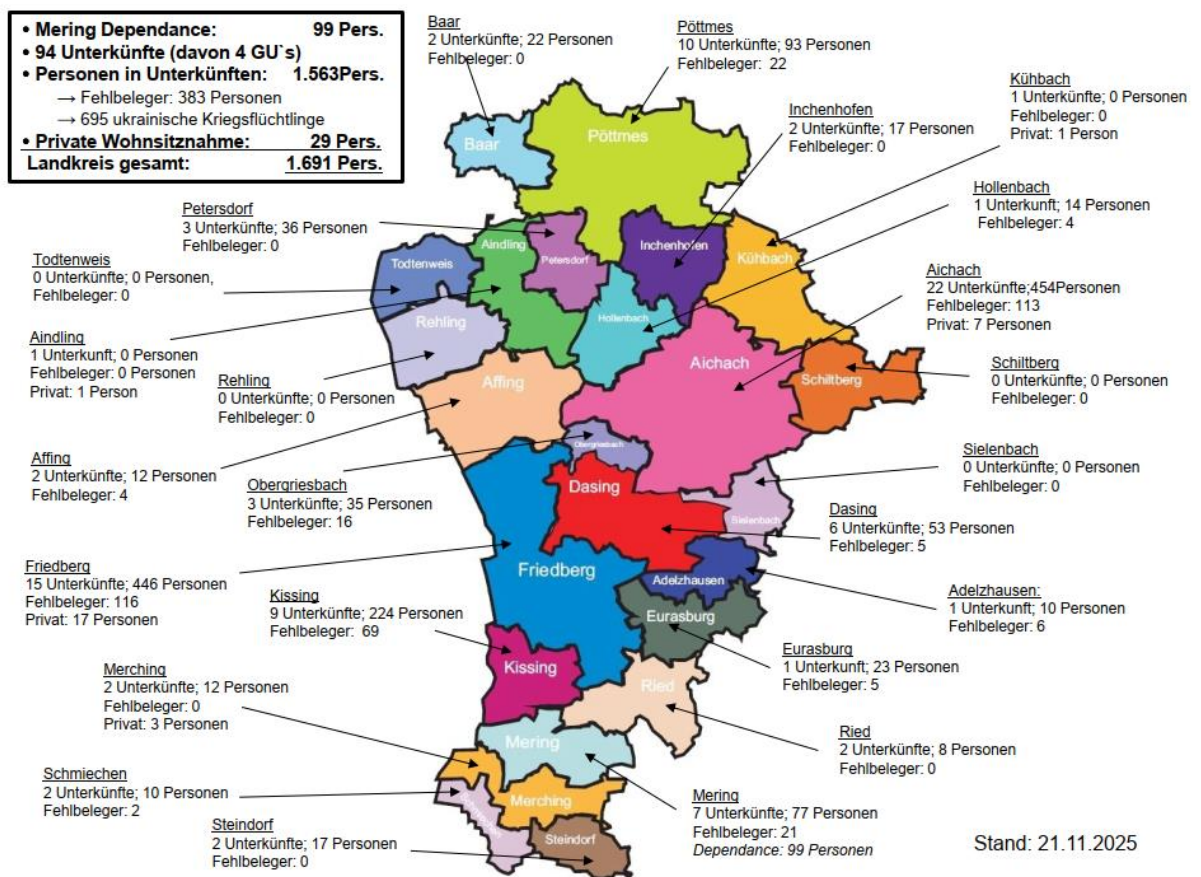 • Mering Dependance: 99 Pers.
• 94 Unterkünfte (davon 4 GU`s)
• Personen in Unterkünften: 1.563Pers.
→ Fehlbeleger: 383 Personen
→ 695 ukrainische Kriegsflüchtlinge
• Private Wohnsitznahme: 29 Pers.
Landkreis gesamt: 1.691 Pers.
Baar
2 Unterkünfte; 22 Personen
Fehlbeleger: 0
Pöttmes
10 Unterkünfte; 93 Personen
Fehlbeleger: 22
Kühbach
1 Unterkünfte; 0 Personen
Fehlbeleger: 0
Privat: 1 Person
Inchenhofen
2 Unterkünfte; 17 Personen
Fehlbeleger: 0
Hollenbach
1 Unterkunft; 14 Personen
Fehlbeleger: 4
Petersdorf
3 Unterkünfte; 36 Personen
Fehlbeleger: 0
Todtenweis
0 Unterkünfte; 0 Personen,
Fehlbeleger: 0
Aichach
22 Unterkünfte;454Personen
Fehlbeleger: 113
Privat: 7 Personen
Aindling
1 Unterkunft; 0 Personen
Fehlbeleger: 0 Personen
Privat: 1 Person
Rehling
0 Unterkünfte; 0 Personen
Fehlbeleger: 0
Schiltberg
0 Unterkünfte; 0 Personen
Fehlbeleger: 0
Affing
2 Unterkünfte; 12 Personen
Fehlbeleger: 4
Obergriesbach
3 Unterkünfte; 35 Personen
Fehlbeleger: 16
Sielenbach
0 Unterkünfte; 0 Personen
Fehlbeleger: 0
Dasing
6 Unterkünfte; 53 Personen
Fehlbeleger: 5
Friedberg
15 Unterkünfte; 446 Personen
Fehlbeleger: 116
Privat: 17 Personen
Kissing
9 Unterkünfte; 224 Personen
Fehlbeleger: 69
Adelzhausen:
1 Unterkunft; 10 Personen
Fehlbeleger: 6
Eurasburg
1 Unterkunft; 23 Personen
Fehlbeleger: 5
Merching
2 Unterkünfte; 12 Personen
Fehlbeleger: 0
Privat: 3 Personen
Ried
2 Unterkünfte; 8 Personen
Fehlbeleger: 0
Schmiechen
2 Unterkünfte; 10 Personen
Fehlbeleger: 2
Mering
7 Unterkünfte; 77 Personen
Fehlbeleger: 21
Dependance: 99 Personen
Steindorf
2 Unterkünfte; 17 Personen
Fehlbeleger: 0
Stand: 21.11.2025
Baar
Pöttmes
Aindling
Petersdorf
Inchenhofen
Kühbach
Todtenweis
Rehling
Hollenbach
Aichach
Schiltberg
Affing
Obergriesbach
Dasing
Sielenbach
Friedberg
Adelzhausen
Eurasburg
Kissing
Ried
Mering
Merching
Schmiechen
Steindorf